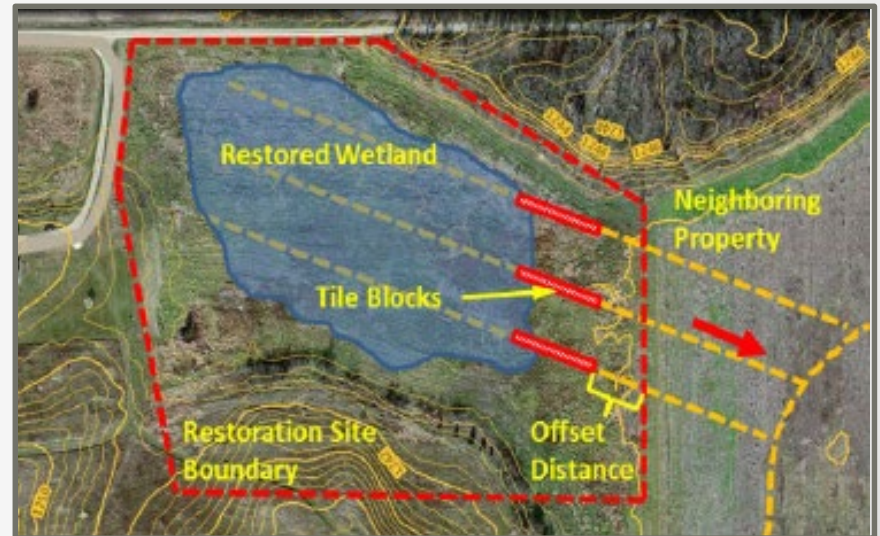 Restored Wetland
Neighboring
Property
Tile Blocks
Restoration Site
Boundary
Offset
Distance